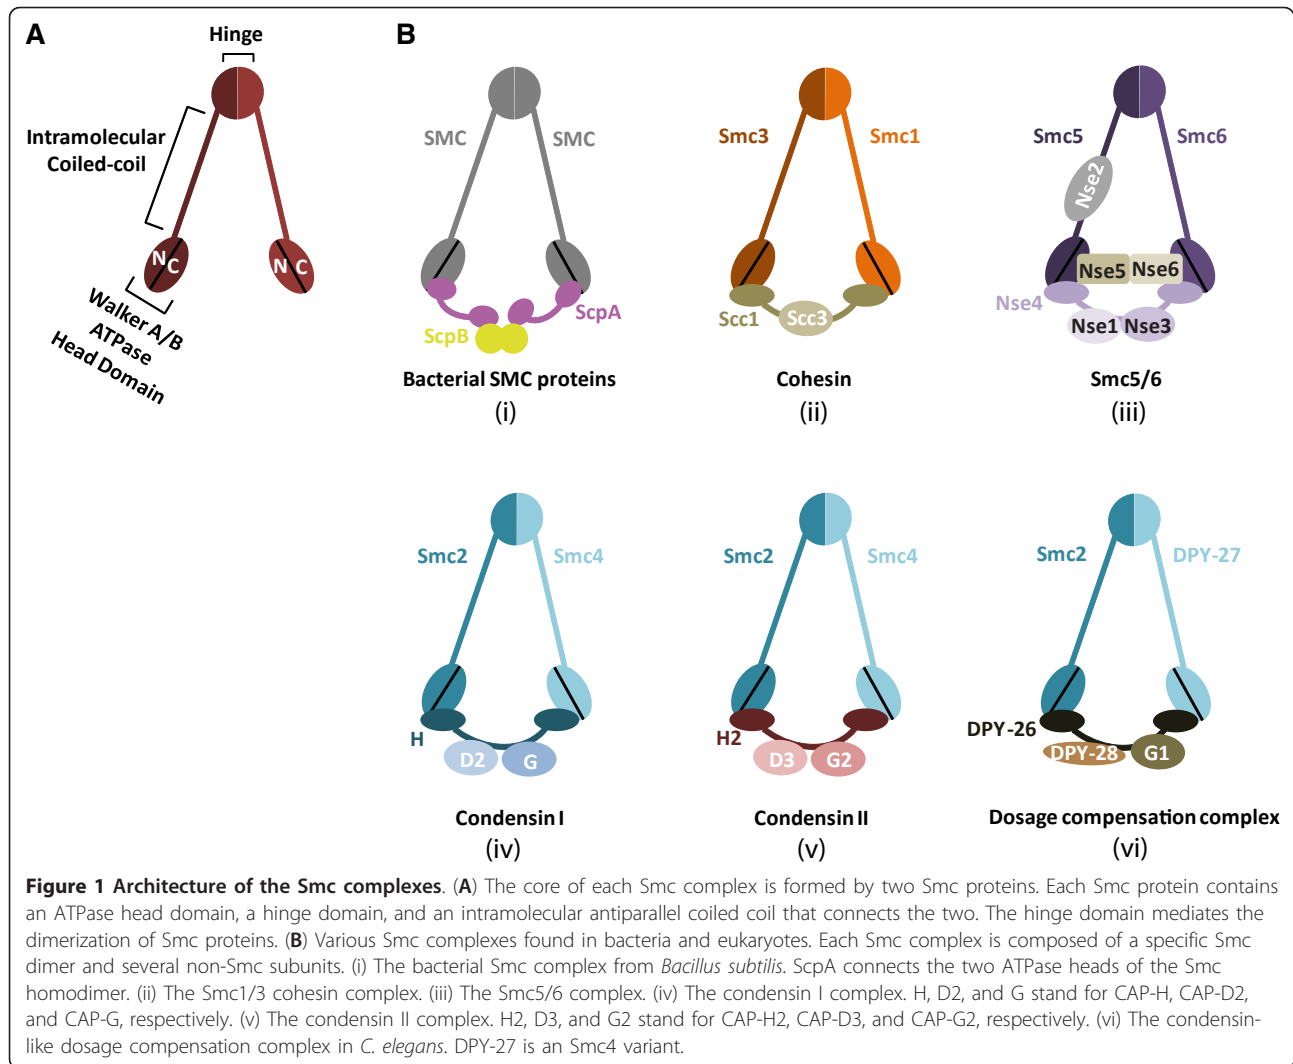 A
Hinge
Intramolecular
Coiled-coil
N
C
N
C
Walker A/B
ATPase
Head Domain
B
SMC
SMC
ScpA
ScpB
Bacterial SMC proteins
(i)
Smc3
Smc1
Scc1
Scc3
Cohesin
(ii)
Smc5
Smc6
Nse2
Nse5
Nse6
Nse4
Nse1
Nse3
Smc5/6
(iii)
Smc2
Smc4
H
D2
G
Condensin I
(iv)
Smc2
Smc4
H2
D3
G2
Condensin II
(v)
Smc2
DPY-27
DPY-26
DPY-28
G1
Dosage compensation complex
(vi)
Figure 1 Architecture of the Smc complexes. (A) The core of each Smc complex is formed by two Smc proteins. Each Smc protein contains
an ATPase head domain, a hinge domain, and an intramolecular antiparallel coiled coil that connects the two. The hinge domain mediates the
dimerization of Smc proteins. (B) Various Smc complexes found in bacteria and eukaryotes. Each Smc complex is composed of a specific Smc
dimer and several non-Smc subunits. (i) The bacterial Smc complex from Bacillus subtilis. ScpA connects the two ATPase heads of the Smc
homodimer. (ii) The Smc1/3 cohesin complex. (iii) The Smc5/6 complex. (iv) The condensin I complex. H, D2, and G stand for CAP-H, CAP-D2,
and CAP-G, respectively. (v) The condensin II complex. H2, D3, and G2 stand for CAP-H2, CAP-D3, and CAP-G2, respectively. (vi) The condensin-
like dosage compensation complex in C. elegans. DPY-27 is an Smc4 variant.